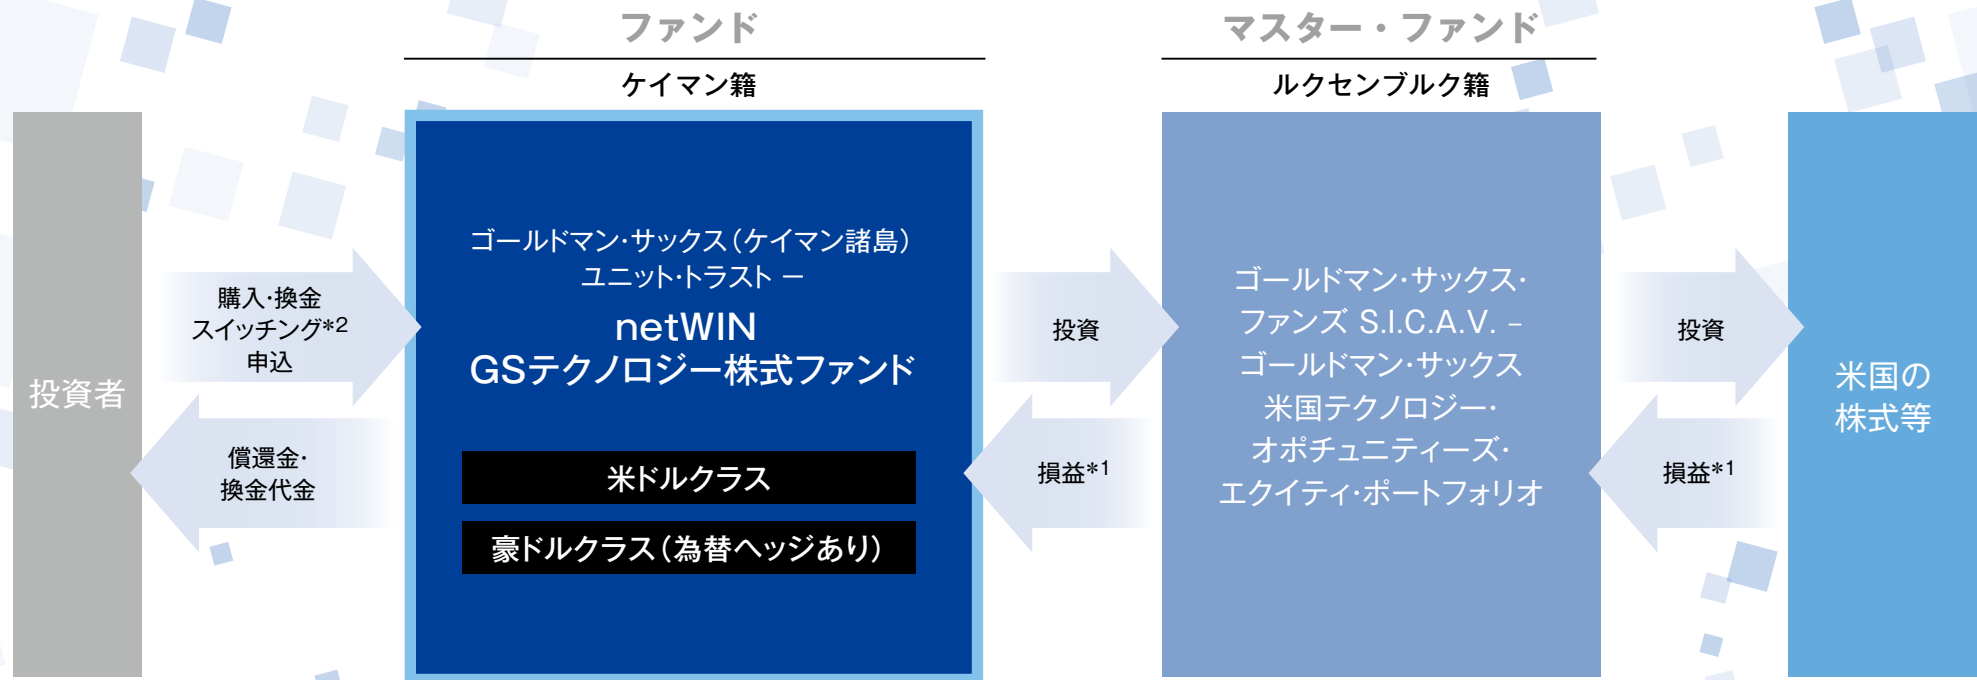 ファンド
ケイマン籍
マスター・ファンド
ルクセンブルク籍
投資者
購入・換金
スイッチング*2
申込
償還金・
換金代金
ゴールドマン・サックス(ケイマン諸島)
ユニット・トラスト －
netWIN
GSテクノロジー株式ファンド
米ドルクラス
豪ドルクラス(為替ヘッジあり)
投資
損益*1
ゴールドマン・サックス・
ファンズ S.I.C.A.V. –
ゴールドマン・サックス
米国テクノロジー・
オポチュニティーズ・
エクイティ・ポートフォリオ
投資
損益*1
米国の
株式等